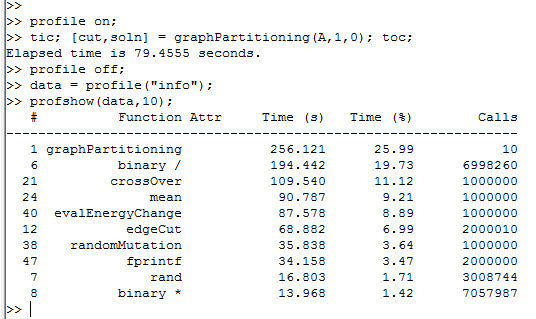 >>
>> profile on;
>> tic; [cut,soln] = graphPartitioning(A,1,0); toc;
Elapsed time is 79.4555 seconds.
>> profile off;
>> data = profile("info");
>> profshow(data,10);
# Function Attr Time (s) Time (%) Calls
----------------------------------------------------------------
1 graphPartitioning 256.121 25.99 10
6 binary / 194.442 19.73 6998260
21 crossOver 109.540 11.12 1000000
24 mean 90.787 9.21 1000000
40 evalEnergyChange 87.578 8.89 1000000
12 edgeCut 68.882 6.99 2000010
38 randomMutation 35.838 3.64 1000000
47 fprintf 34.158 3.47 2000000
7 rand 16.803 1.71 3008744
8 binary * 13.968 1.42 7057987
>>